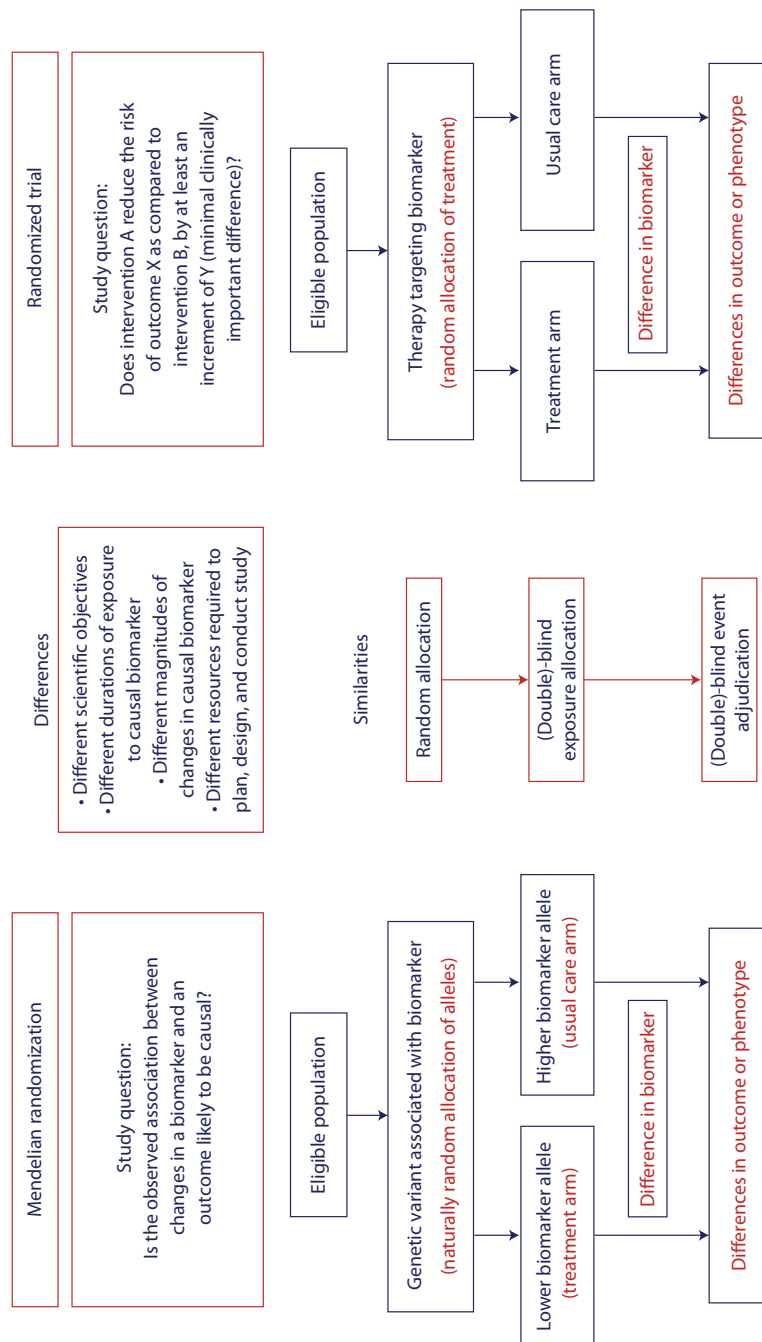 Mendelian randomization
Study question:
Is the observed association between
changes in a biomarker and an
outcome likely to be causal?
Eligible population
Genetic variant associated with biomarker
(naturally random allocation of alleles)
Lower biomarker allele
(treatment arm)
Higher biomarker allele
(usual care arm)
Difference in biomarker
Differences in outcome or phenotype
Differences
• Different scientific objectives
• Different durations of exposure
to causal biomarker
• Different magnitudes of
changes in causal biomarker
• Different resources required to
plan, design, and conduct study
Similarities
Random allocation
(Double)-blind
exposure allocation
(Double)-blind event
adjudication
Randomized trial
Study question:
Does intervention A reduce the risk
of outcome X as compared to
intervention B, by at least an
increment of Y (minimal clinically
important difference)?
Eligible population
Therapy targeting biomarker
(random allocation of treatment)
Treatment arm
Usual care arm
Difference in biomarker
Differences in outcome or phenotype